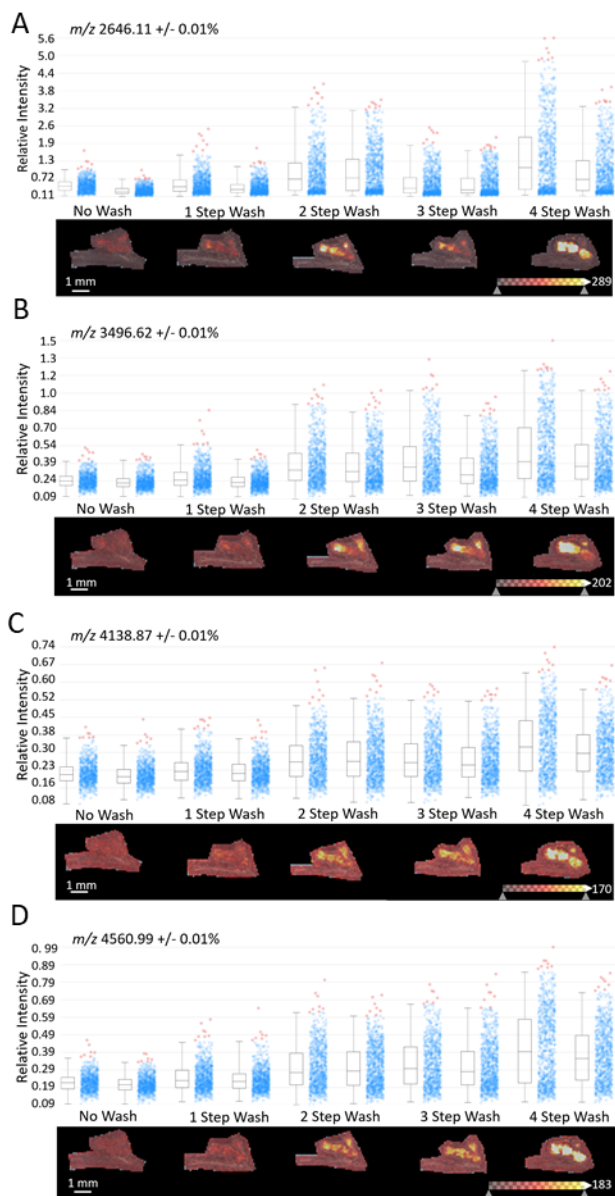 A
m/z 2646.11 +/- 0.01%
Relative Intensity
5.6
5.0
4.4
3.8
3.2
2.6
1.9
1.3
0.72
0.11
No Wash 1 Step Wash 2 Step Wash 3 Step Wash 4 Step Wash
1 mm
289
B
m/z 3496.62 +/- 0.01%
Relative Intensity
1.5
1.3
1.2
1.0
0.84
0.70
0.54
0.40
0.24
0.09
No Wash 1 Step Wash 2 Step Wash 3 Step Wash 4 Step Wash
1 mm
202
C
m/z 4138.87 +/- 0.01%
Relative Intensity
0.74
0.67
0.60
0.52
0.45
0.38
0.30
0.23
0.16
0.08
No Wash 1 Step Wash 2 Step Wash 3 Step Wash 4 Step Wash
1 mm
170
D
m/z 4560.99 +/- 0.01%
Relative Intensity
0. 99
0.89
0.79
0.69
0.59
0.49
0.39
0.29
0.19
0.09
No Wash 1 Step Wash 2 Step Wash 3 Step Wash 4 Step Wash
1 mm
183